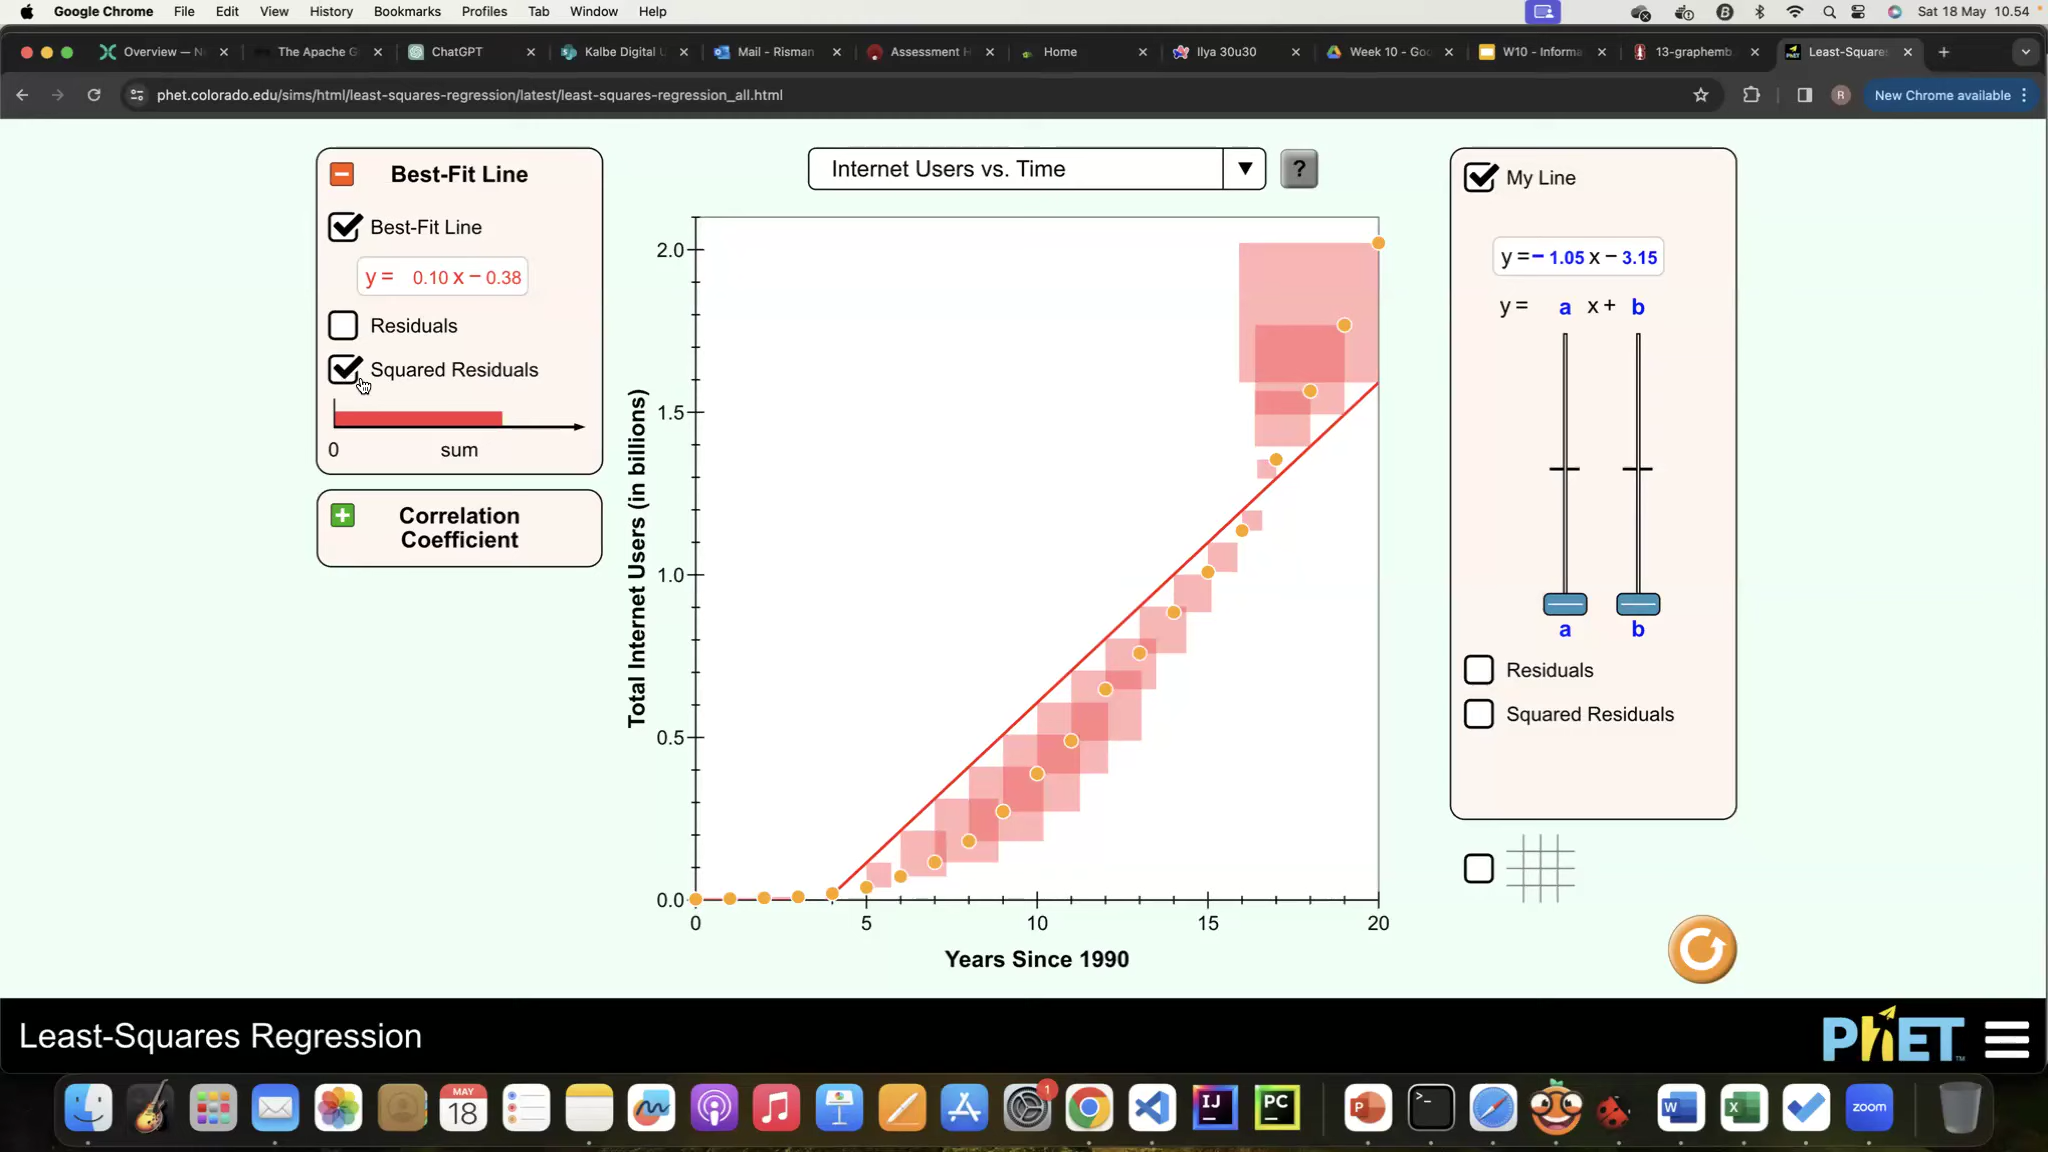 Google Chrome File Edit View History Bookmarks Profiles Tab Window Help Sat 18 May 10.54
Overview — N The Apache G ChatGPT Kalbe Digital U Mail - Risman Assessment H Home Ilya 30u30 Week 10 - Goo W10 - Informa 13-graphemb Least-Squares
phet.colorado.edu/sims/html/least-squares-regression/latest/least-squares-regression_all.html R New Chrome available
Best-Fit Line
Best-Fit Line
y = 0.10 x − 0.38
Residuals
Squared Residuals
0 sum
Correlation
Coefficient
Internet Users vs. Time ?
Total Internet Users (in billions)
2.0
1.5
1.0
0.5
0.0
0 5 10 15 20
Years Since 1990
My Line
y = − 1.05 x − 3.15
y = a x + b
a b
Residuals
Squared Residuals
Least-Squares Regression
PhET
MAY
18
1
IJ
PC
P
>_
W
X
zoom